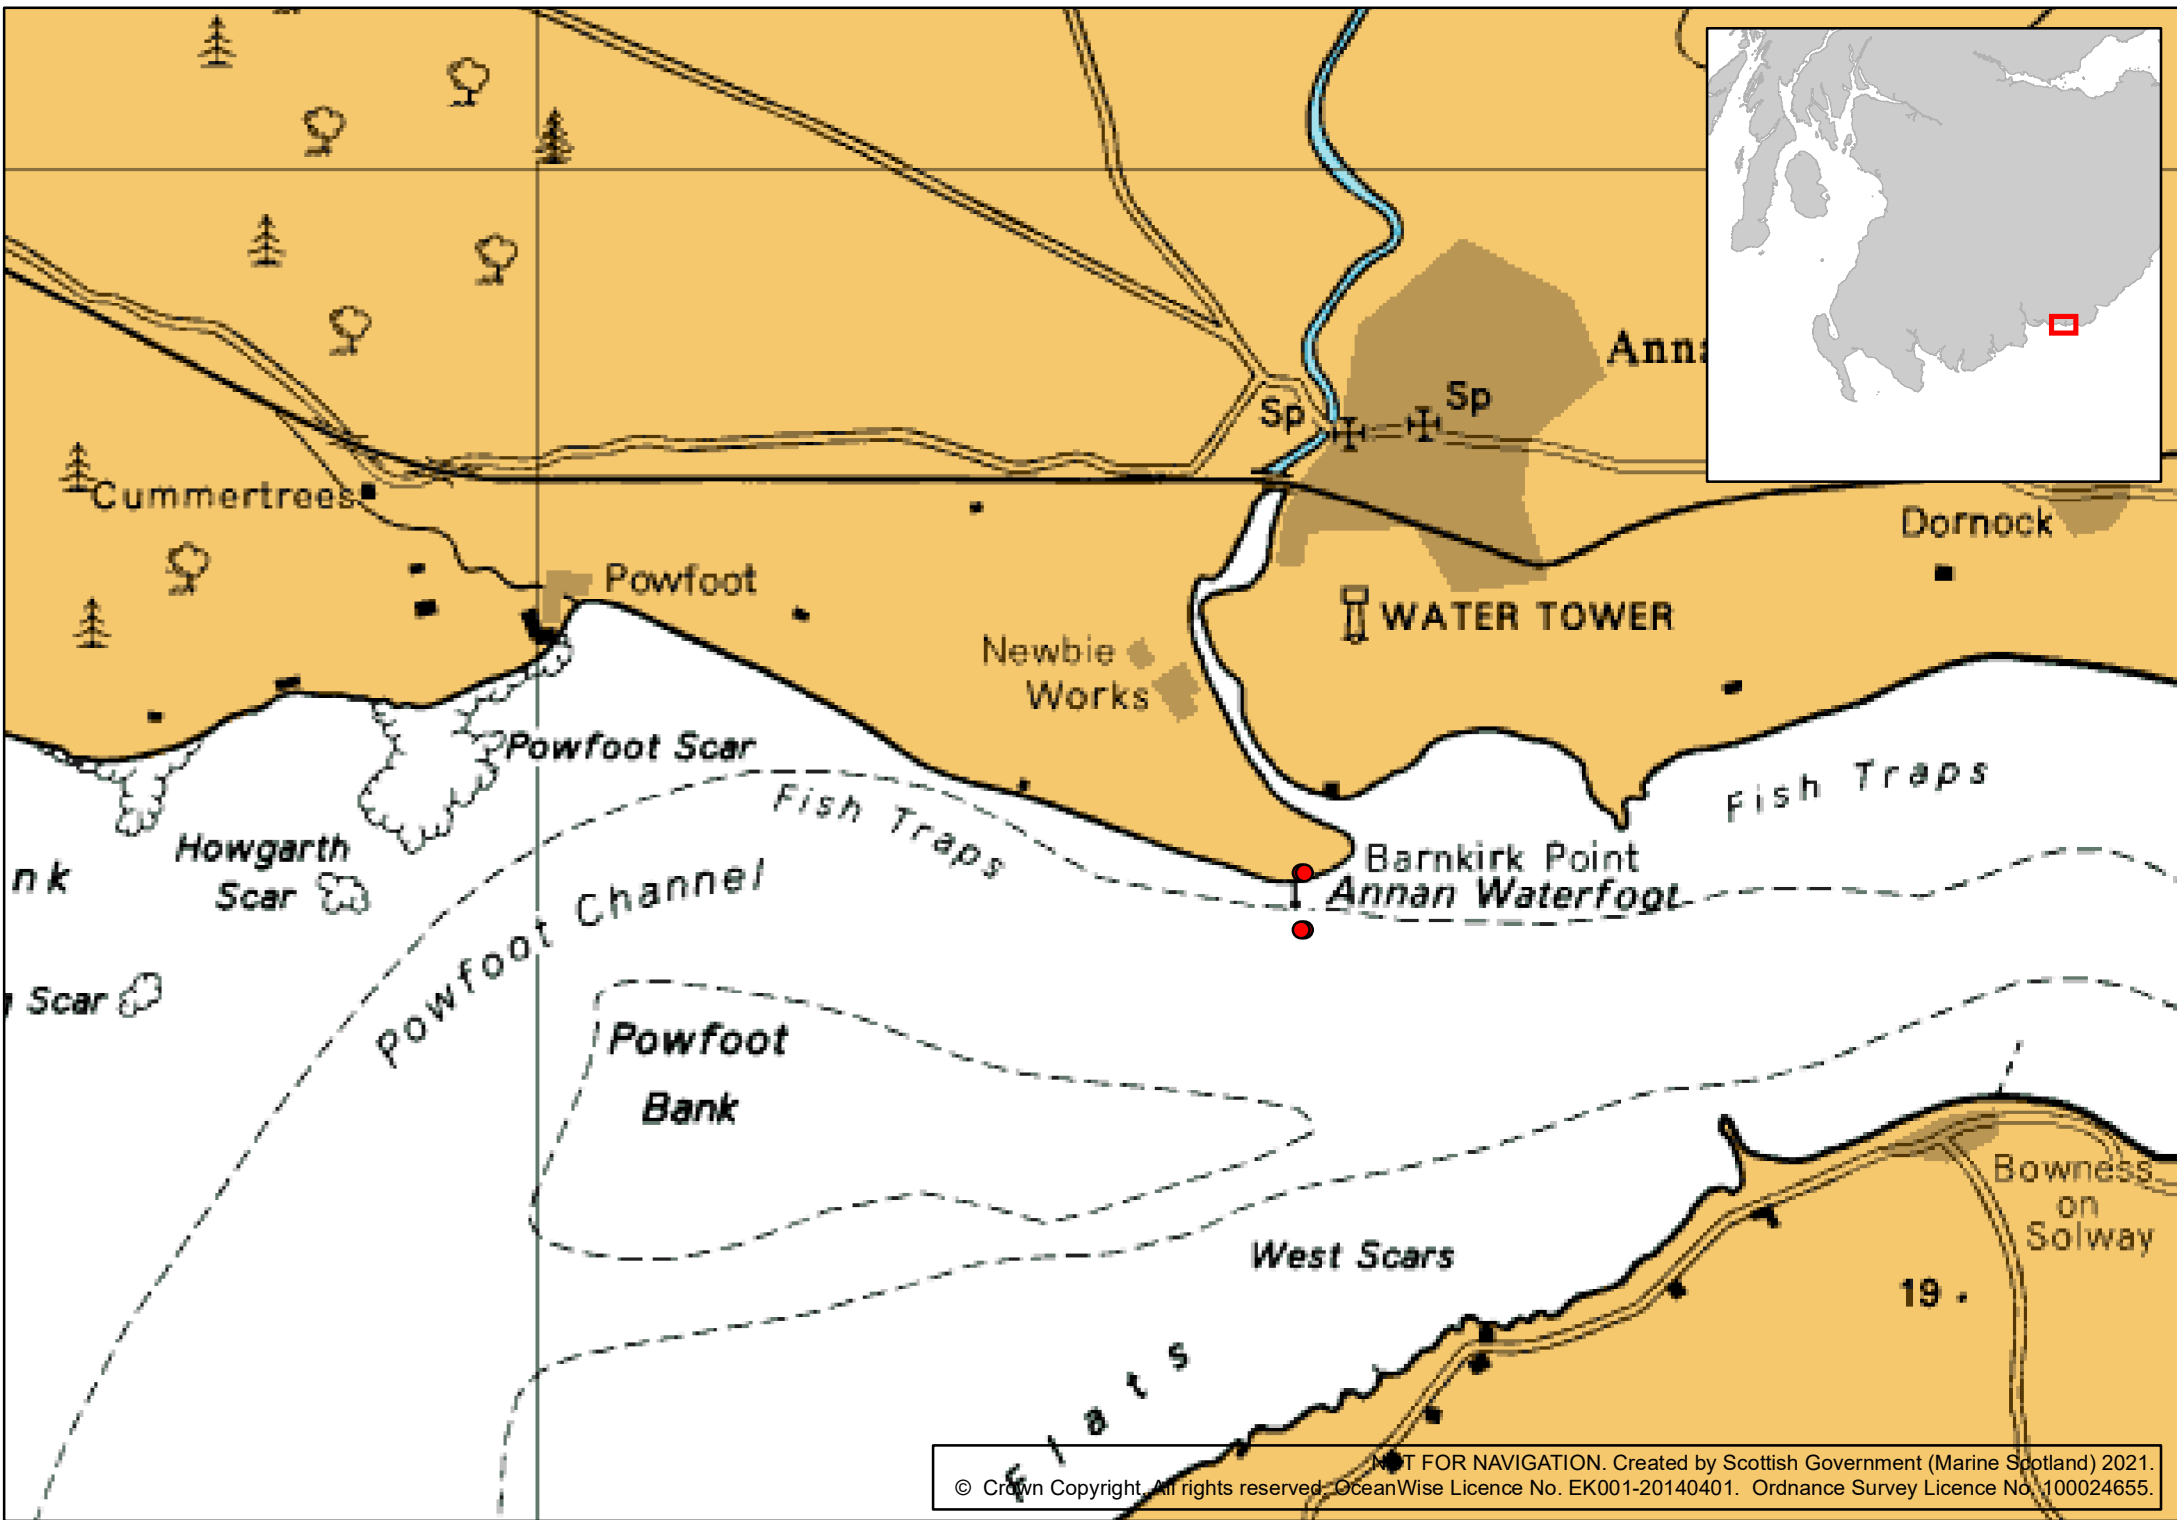 Anna
Sp
Sp
Cummertrees
Dornock
Powfoot
WATER TOWER
Newbie
Works
Powfoot Scar
Fish Traps
Fish Traps
Howgarth
Scar
nk
Barnkirk Point
Annan Waterfoot
Powfoot Channel
Scar
Powfoot
Bank
Bowness
on
Solway
West Scars
19
Flats
NOT FOR NAVIGATION. Created by Scottish Government (Marine Scotland) 2021.
© Crown Copyright, All rights reserved. OceanWise Licence No. EK001-20140401. Ordnance Survey Licence No. 100024655.